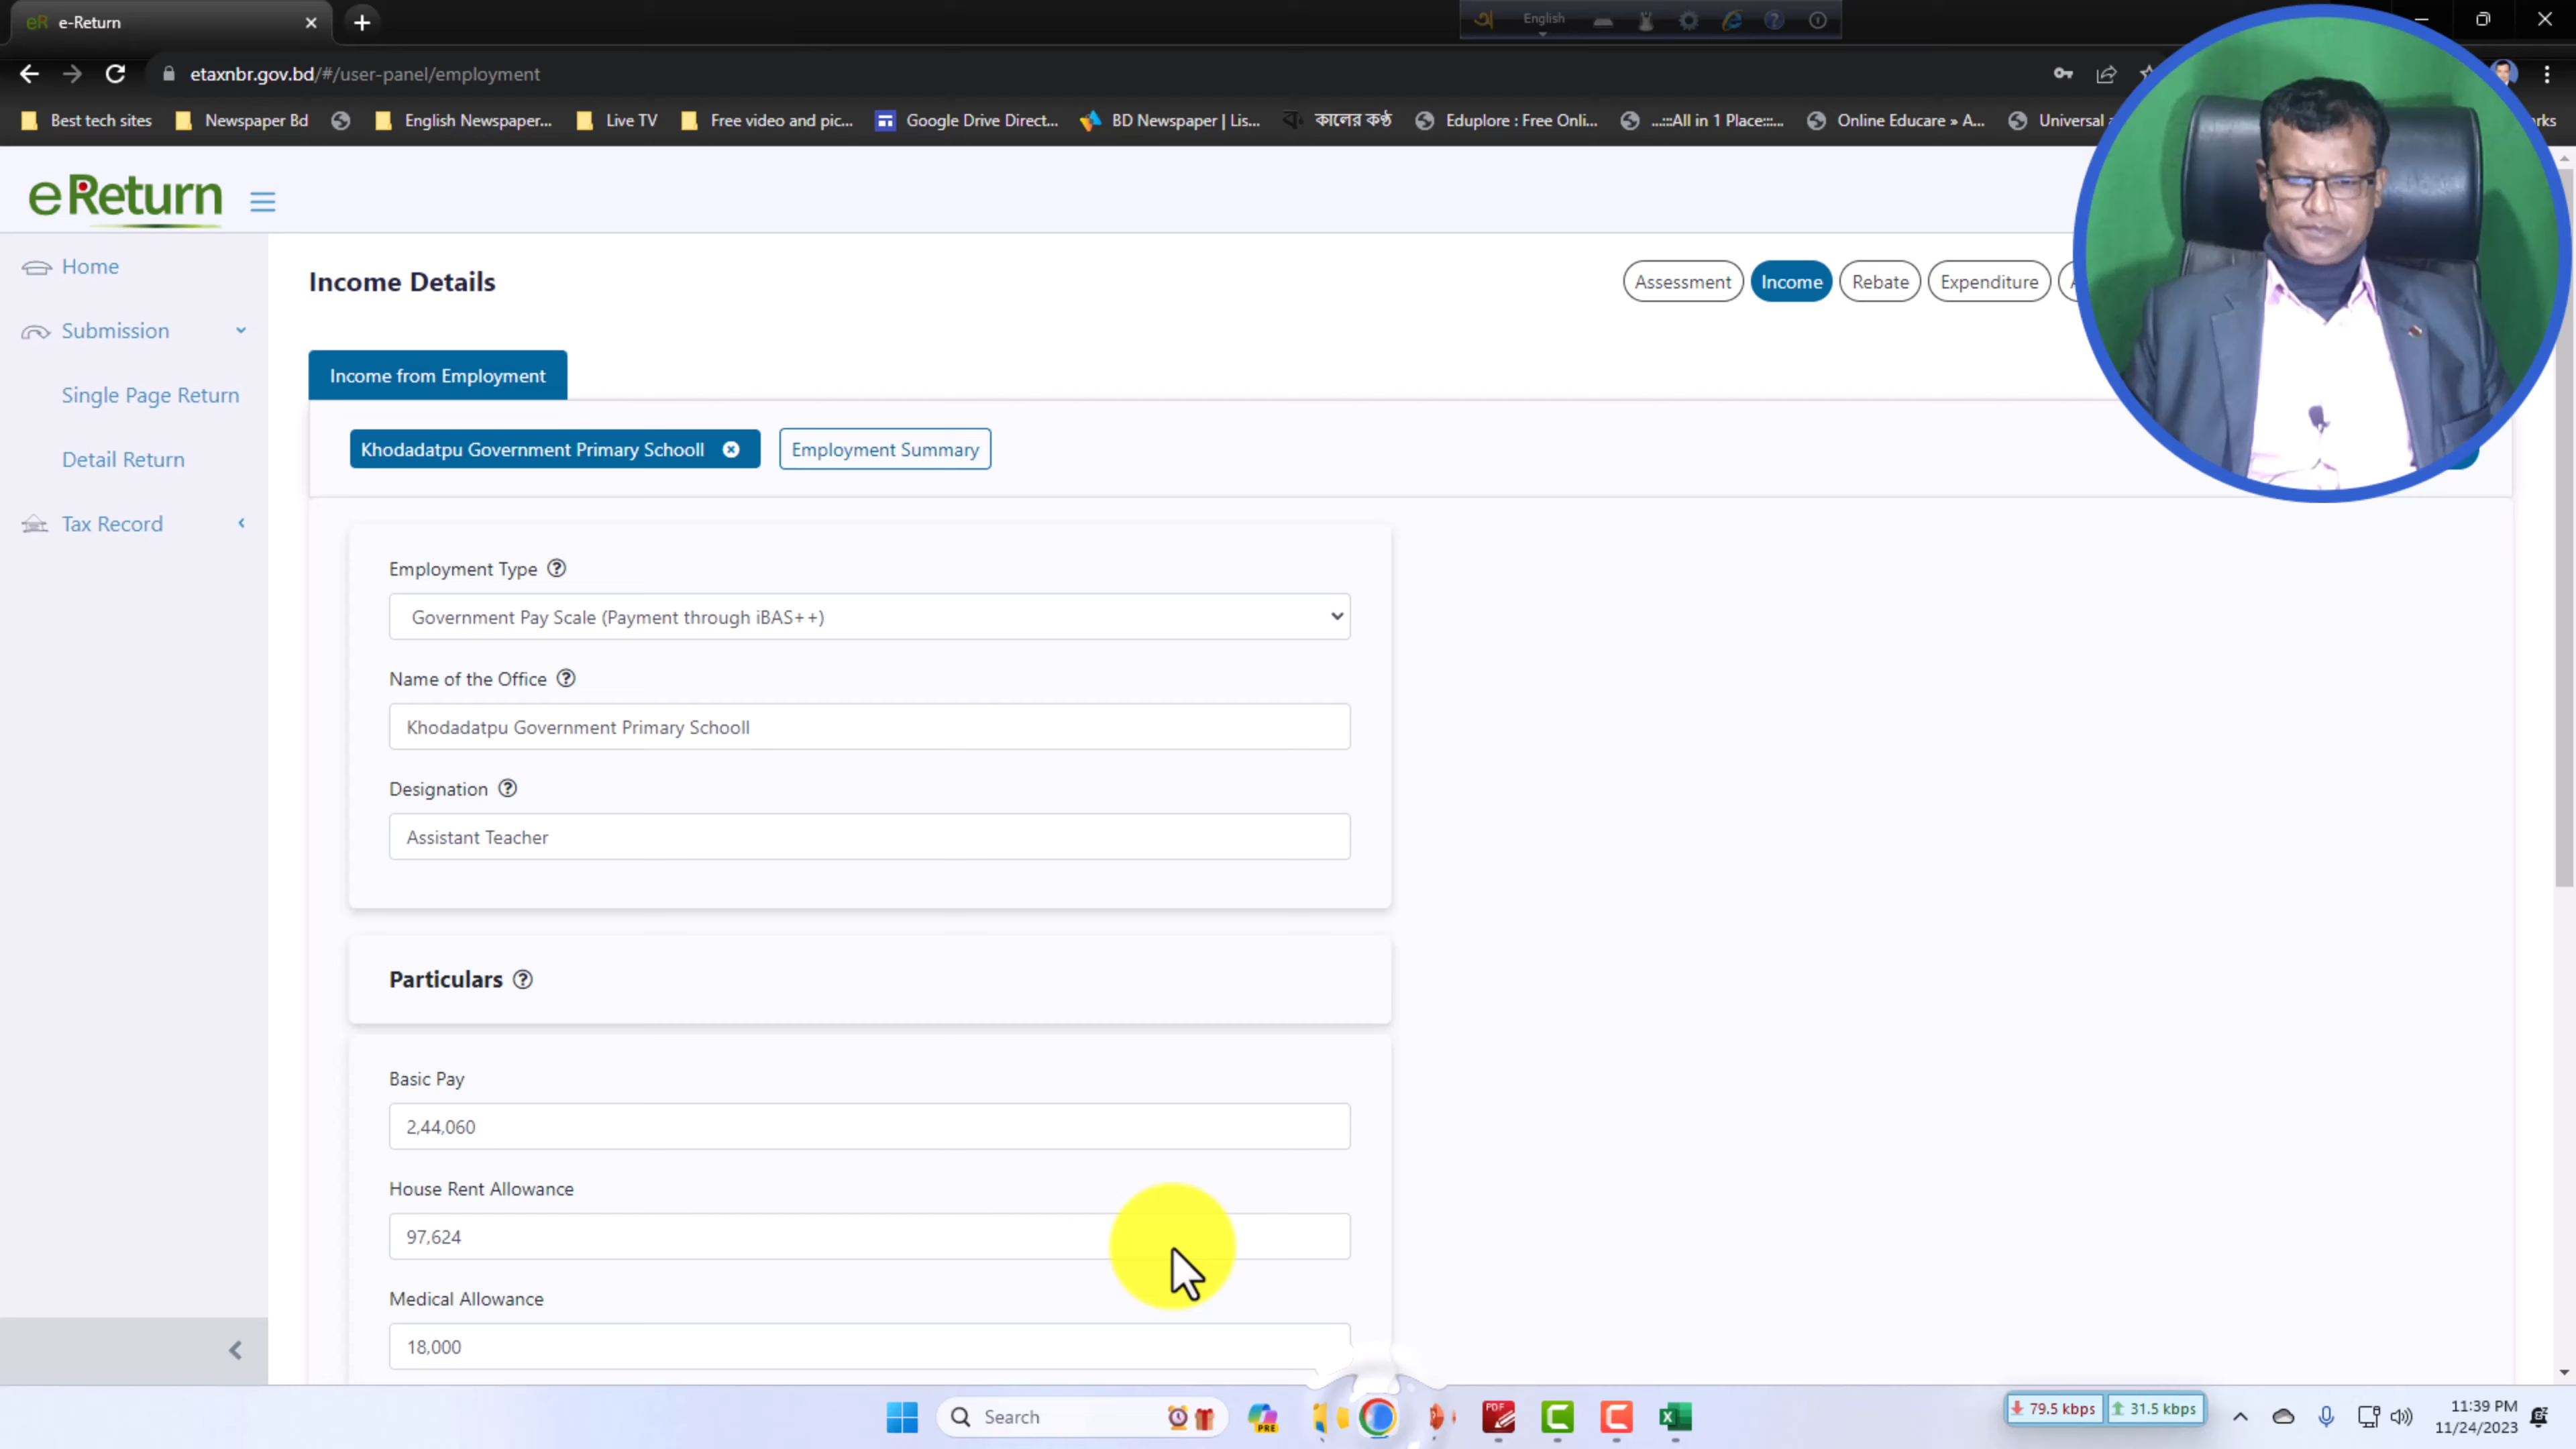 eR e-Return
English
etaxnbr.gov.bd/#/user-panel/employment
Best tech sites Newspaper Bd English Newspaper... Live TV Free video and pic... Google Drive Direct... BD Newspaper | Lis... কালের কণ্ঠ Eduplore : Free Onli... ...:::All in 1 Place:::... Online Educare » A... Universal
eReturn
Home
Submission
Single Page Return
Detail Return
Tax Record
Income Details
Assessment Income Rebate Expenditure
Income from Employment
Khodadatpu Government Primary Schooll Employment Summary
Employment Type
Government Pay Scale (Payment through iBAS++)
Name of the Office
Khodadatpu Government Primary Schooll
Designation
Assistant Teacher
Particulars
Basic Pay
2,44,060
House Rent Allowance
97,624
Medical Allowance
18,000
Search
PRE
PDF
79.5 kbps 31.5 kbps
11:39 PM
11/24/2023